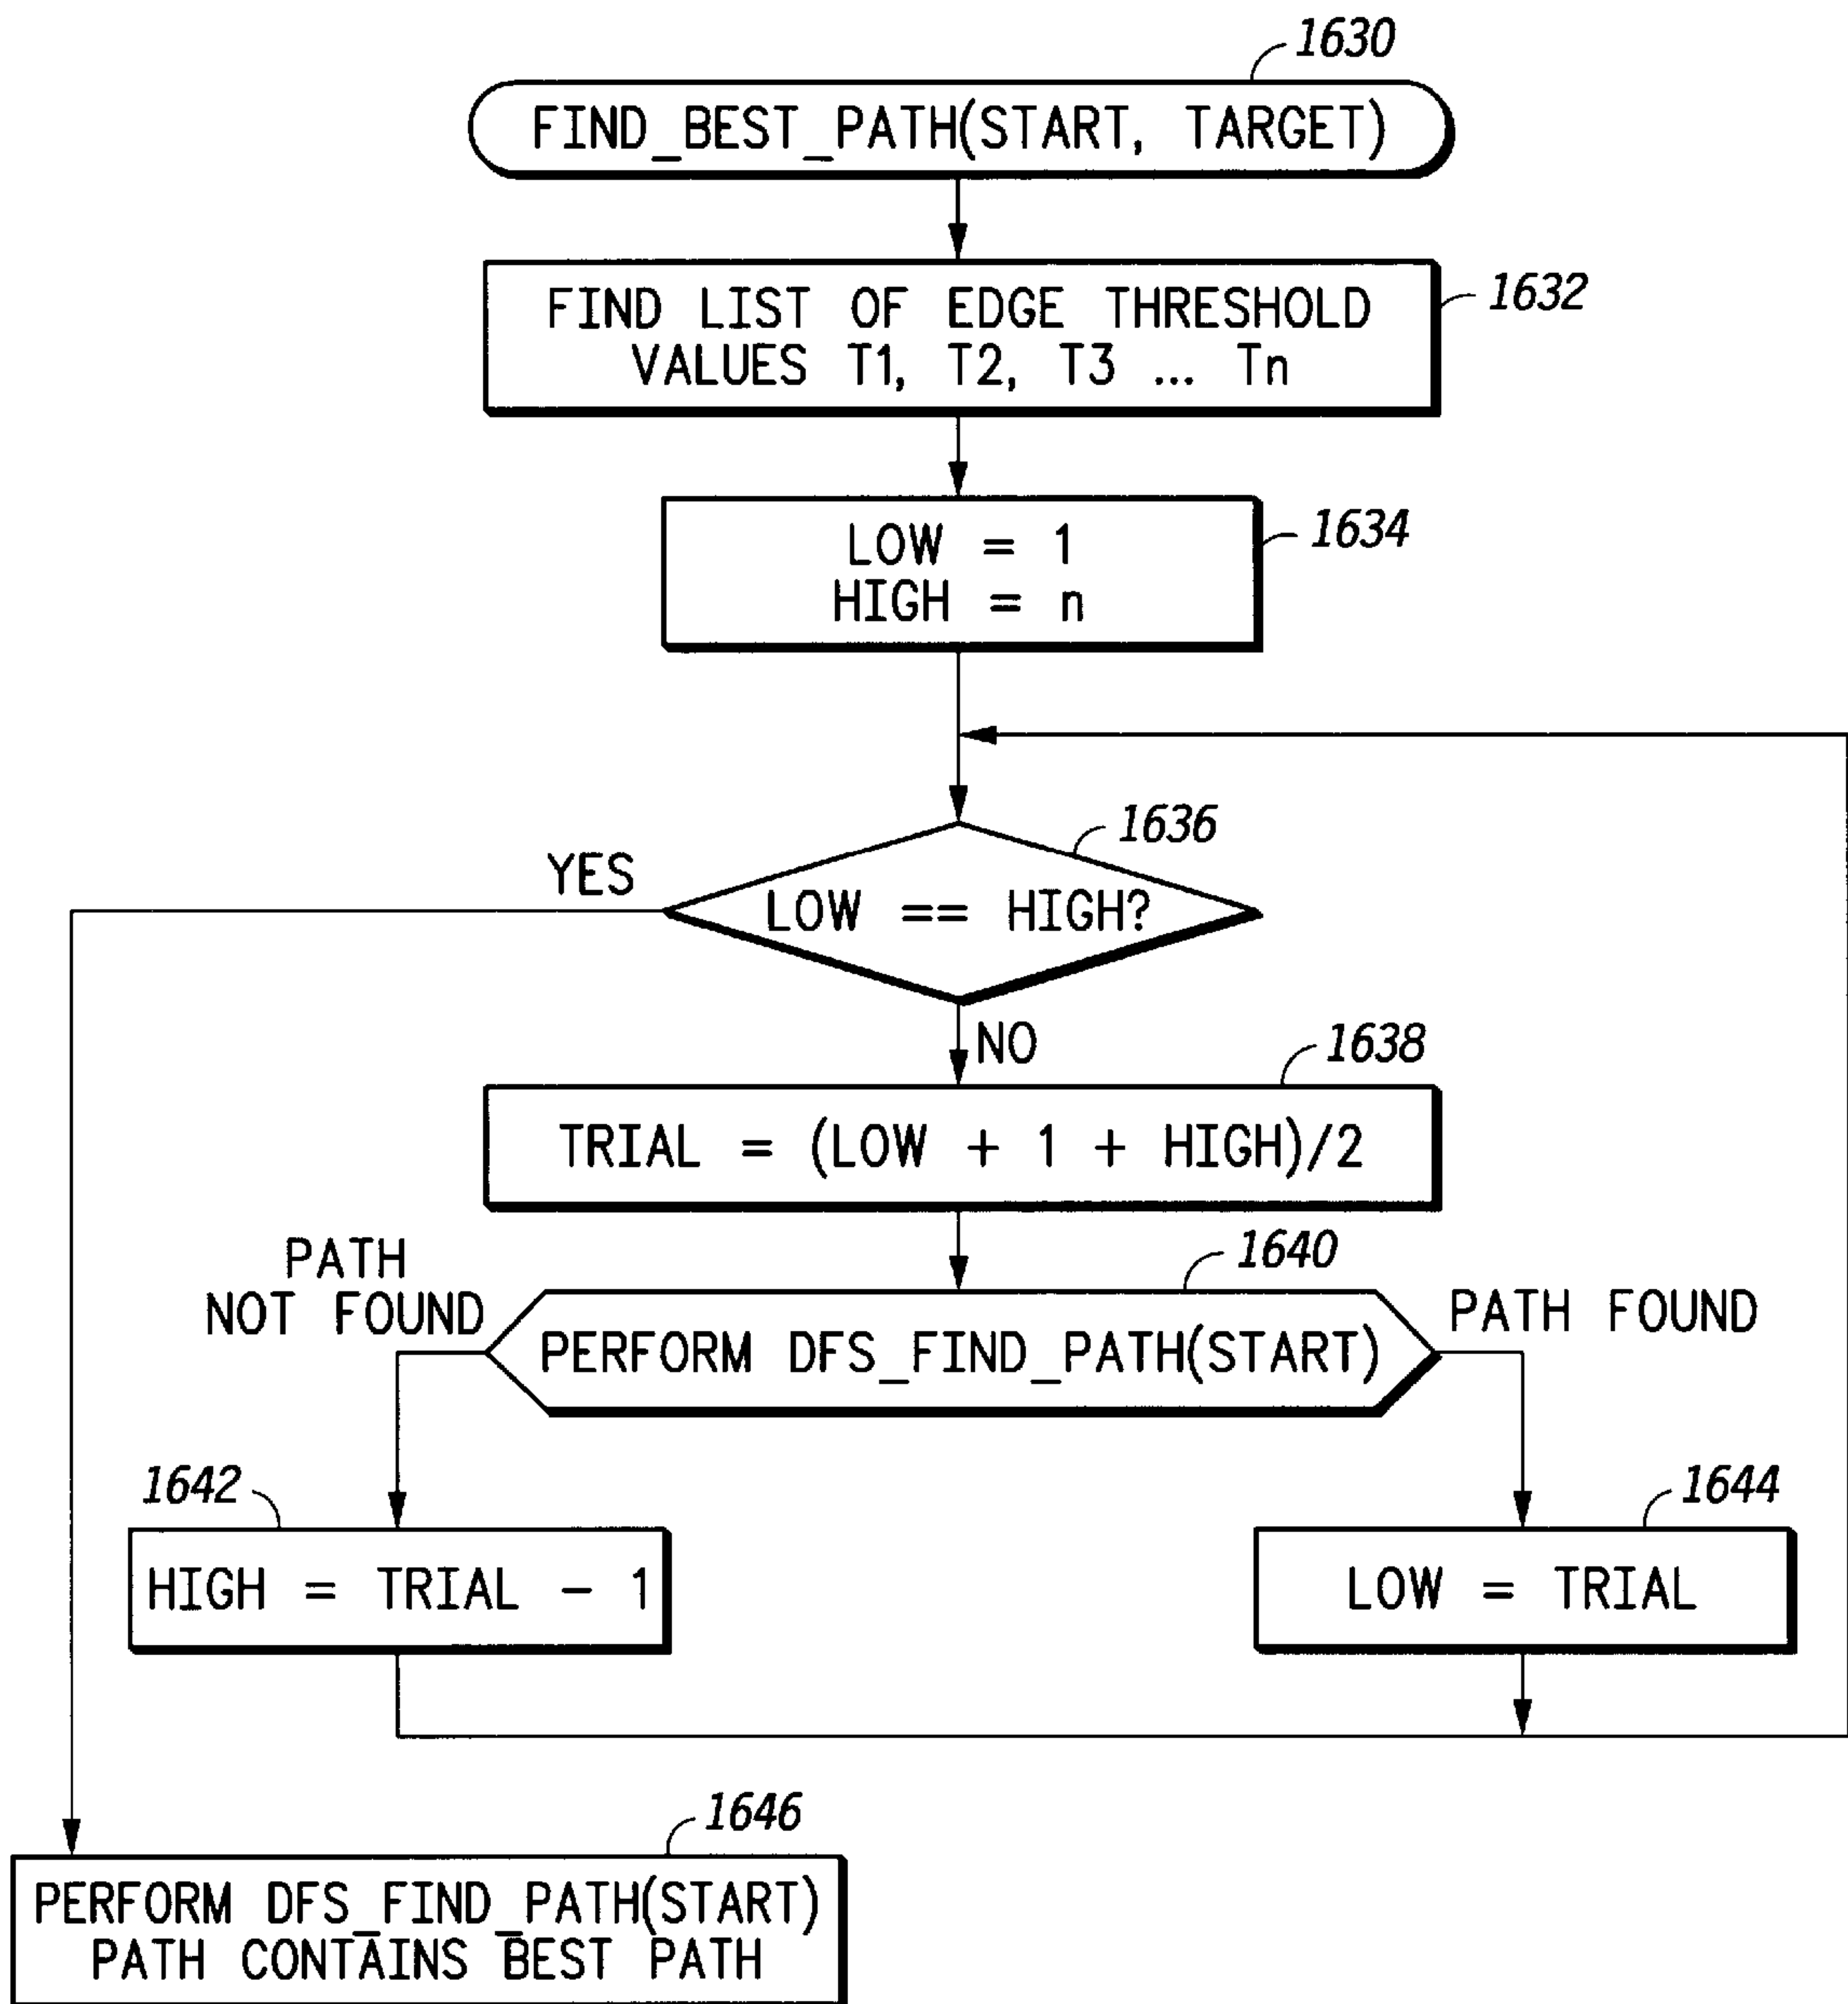 1630
FIND_BEST_PATH(START, TARGET)
1632
FIND LIST OF EDGE THRESHOLD
VALUES T1, T2, T3 ... Tn
1634
LOW = 1
HIGH = n
1636
YES
LOW == HIGH?
NO
1638
TRIAL = (LOW + 1 + HIGH)/2
1640
PATH
NOT FOUND
PATH FOUND
PERFORM DFS_FIND_PATH(START)
1642
1644
HIGH = TRIAL - 1
LOW = TRIAL
1646
PERFORM DFS_FIND_PATH(START)
PATH CONTAINS BEST PATH